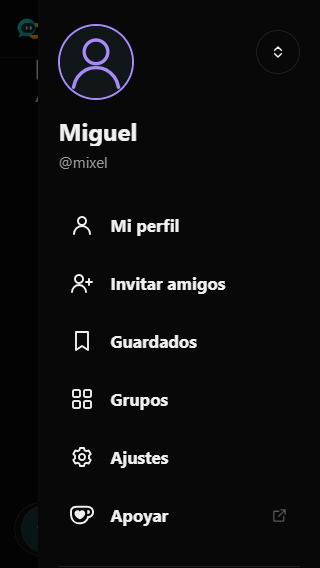 Miguel
@mixel
Mi perfil
Invitar amigos
Guardados
Grupos
Ajustes
Apoyar